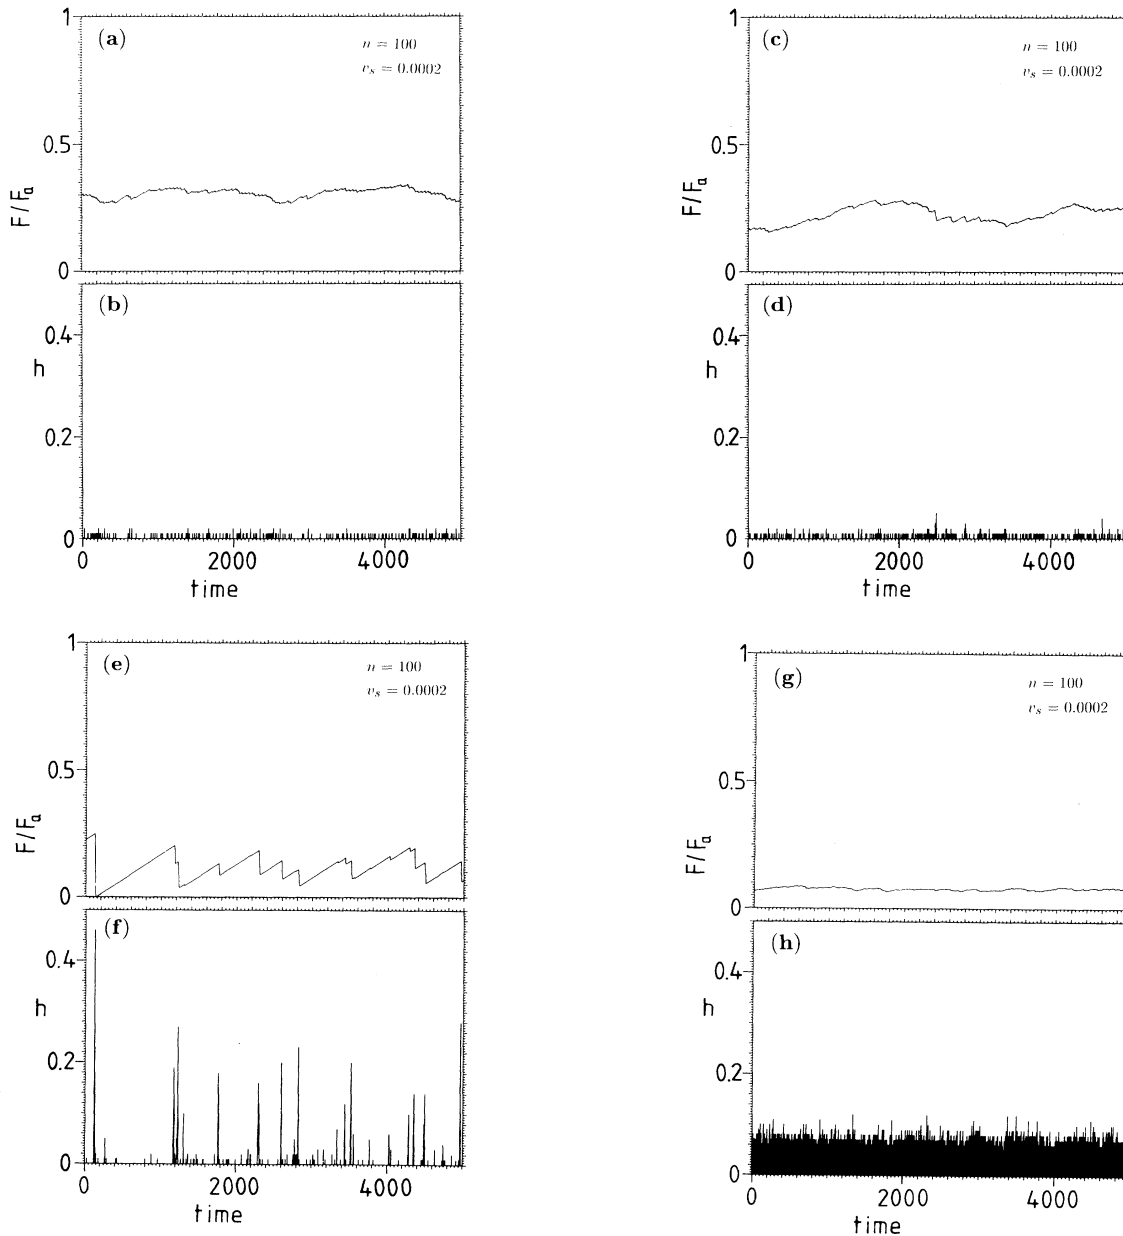 (a)
n = 100
v_s = 0.0002
1
0.5
0
F/F_a
(b)
0.4
0.2
0
h
0 2000 4000
time
(c)
n = 100
v_s = 0.0002
1
0.5
0
F/F_a
(d)
0.4
0.2
0
h
0 2000 4000
time
(e)
n = 100
v_s = 0.0002
1
0.5
0
F/F_a
(f)
0.4
0.2
0
h
0 2000 4000
time
(g)
n = 100
v_s = 0.0002
1
0.5
0
F/F_a
(h)
0.4
0.2
0
h
0 2000 4000
time